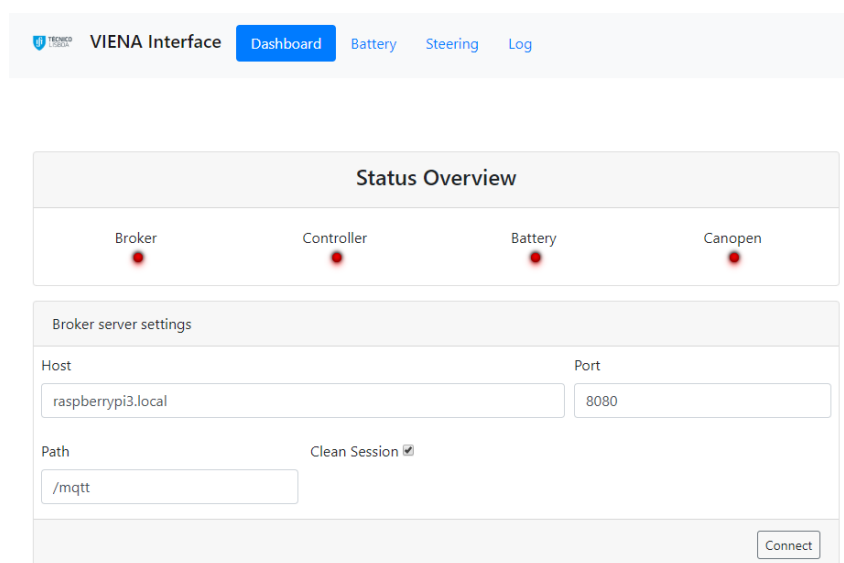 TÉCNICO
LISBOA
VIENA Interface Dashboard Battery Steering Log
Status Overview
Broker Controller Battery Canopen
Broker server settings
Host Port
raspberrypi3.local 8080
Path Clean Session
/mqtt
Connect